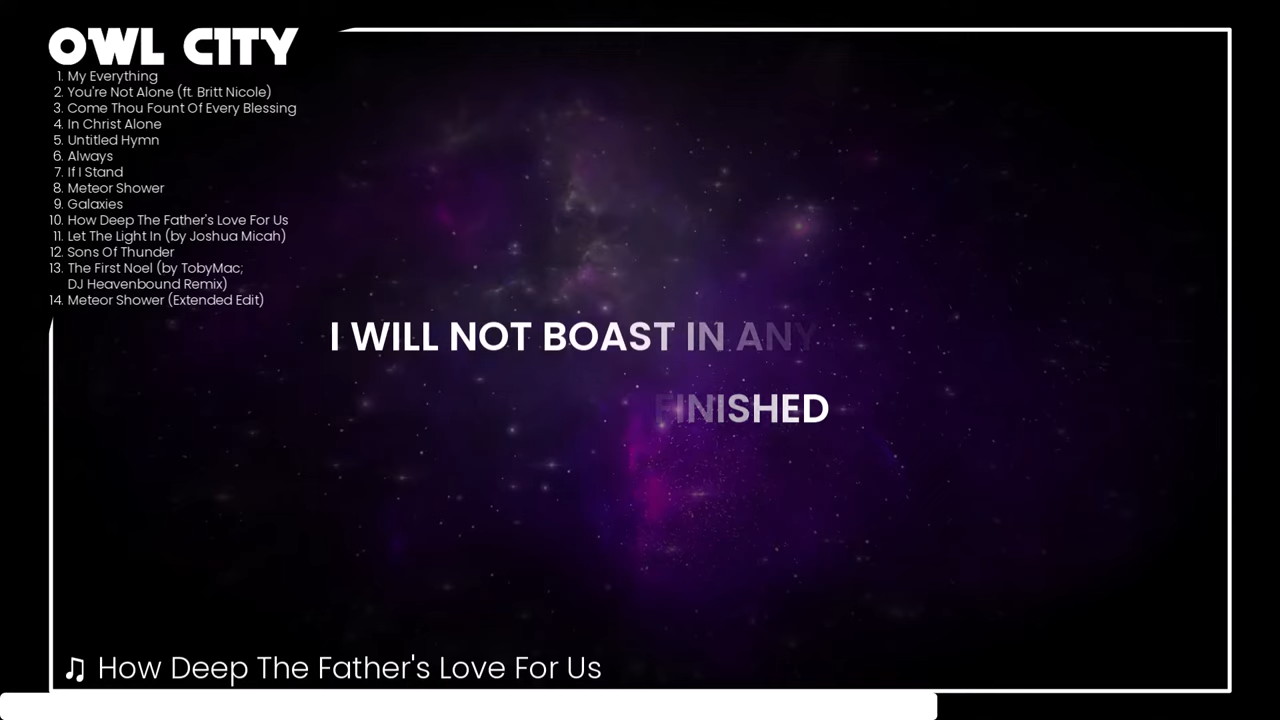 OWL CITY
1. My Everything
2. You're Not Alone (ft. Britt Nicole)
3. Come Thou Fount Of Every Blessing
4. In Christ Alone
5. Untitled Hymn
6. Always
7. If I Stand
8. Meteor Shower
9. Galaxies
10. How Deep The Father's Love For Us
11. Let The Light In (by Joshua Micah)
12. Sons Of Thunder
13. The First Noel (by TobyMac;
DJ Heavenbound Remix)
14. Meteor Shower (Extended Edit)
I WILL NOT BOAST IN ANY
FINISHED
♫ How Deep The Father's Love For Us